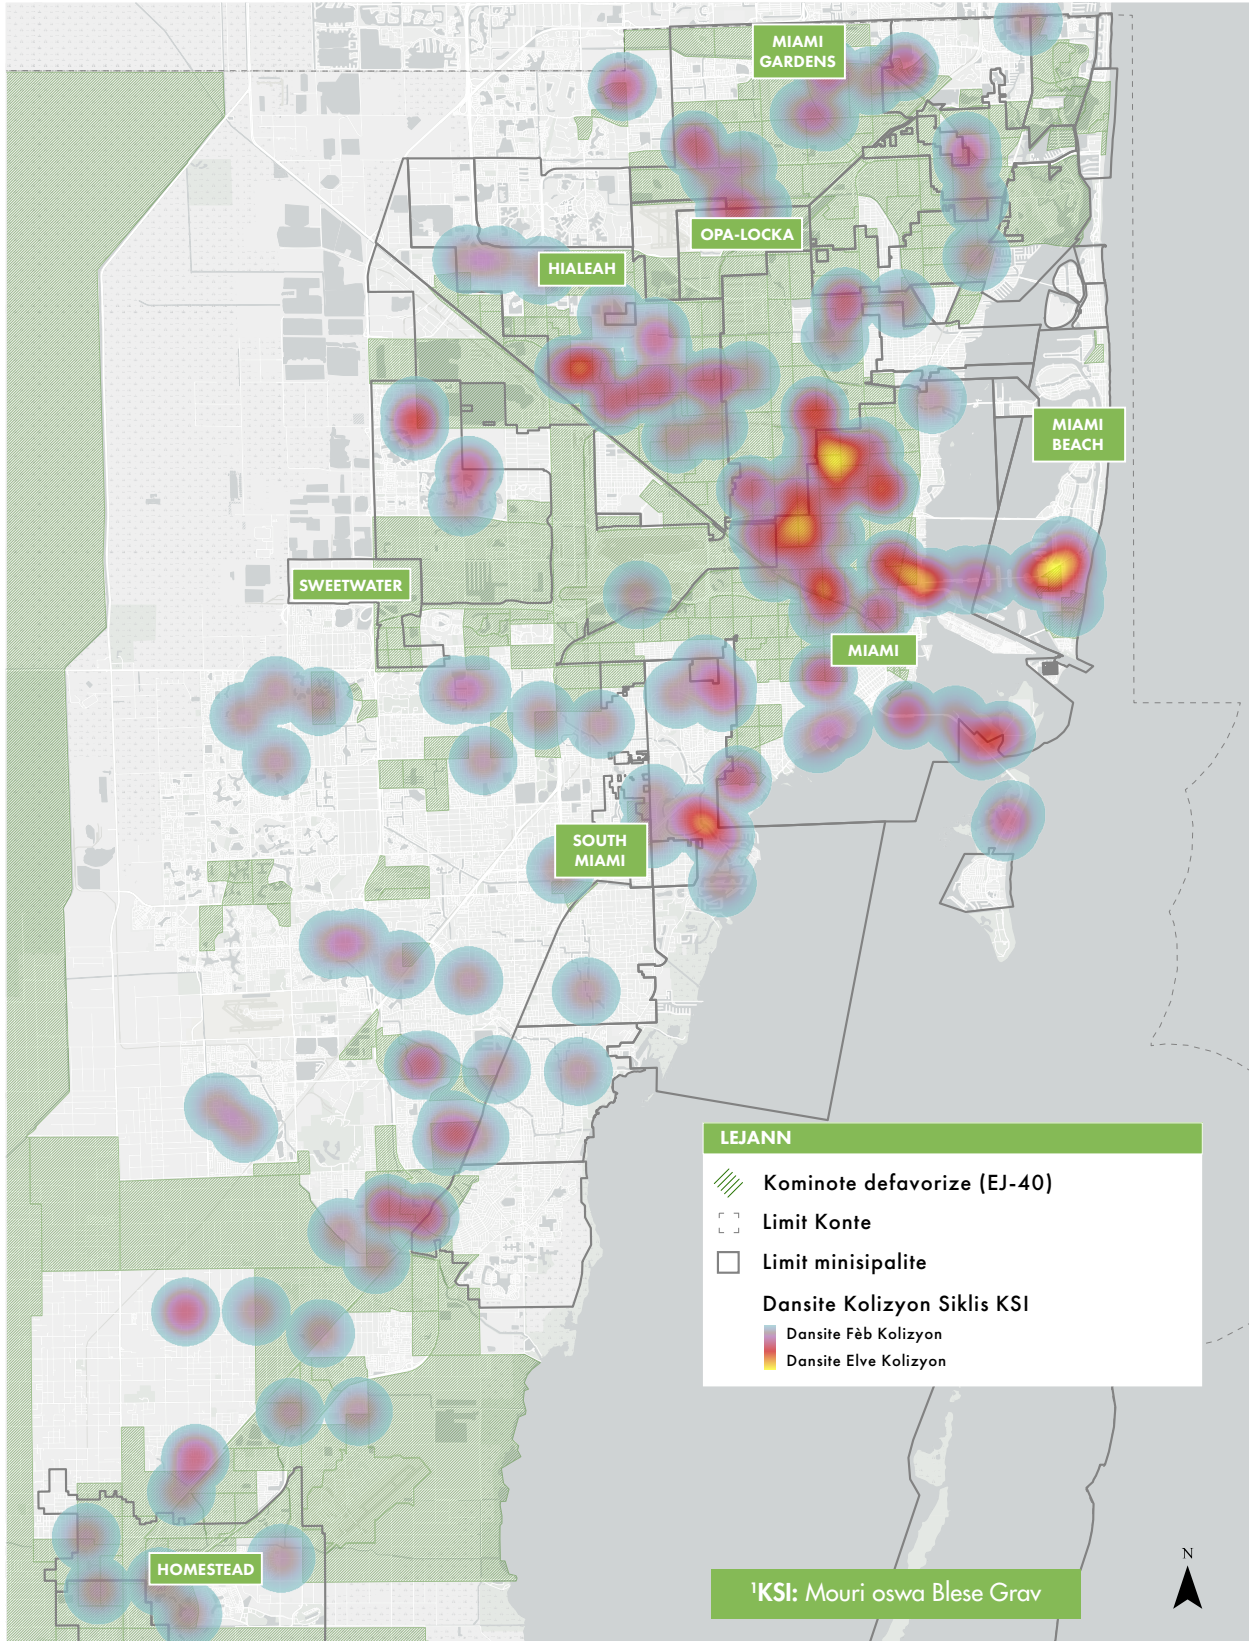 MIAMI
GARDENS
OPA-LOCKA
HIALEAH
MIAMI
BEACH
SWEETWATER
MIAMI
SOUTH
MIAMI
LEJANN
Kominote defavorize (EJ-40)
Limit Konte
Limit minisipalite
Dansite Kolizyon Siklis KSI
Dansite Fèb Kolizyon
Dansite Elve Kolizyon
HOMESTEAD
¹KSI: Mouri oswa Blese Grav
N